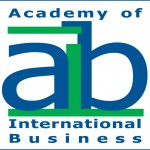 Academy of
aib
International
Business